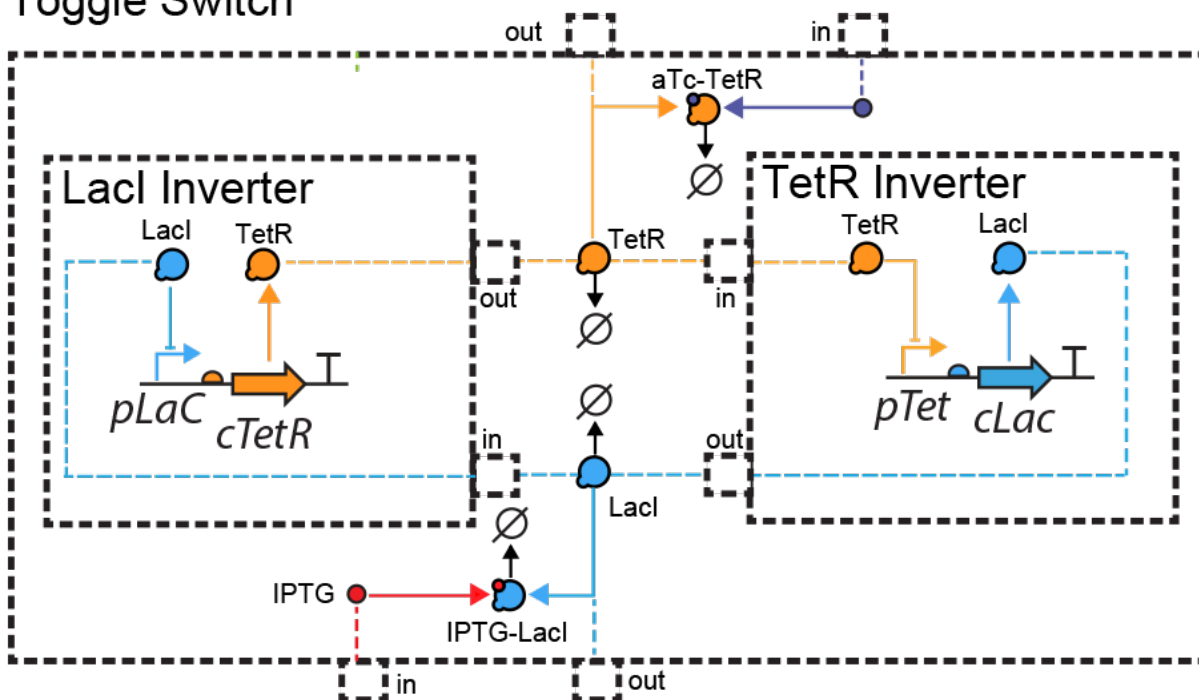 Toggle Switch
out
in
aTc-TetR
LacI Inverter
TetR Inverter
LacI
TetR
TetR
TetR
LacI
out
in
pLaC
cTetR
pTet
cLac
in
out
LacI
IPTG
IPTG-LacI
in
out